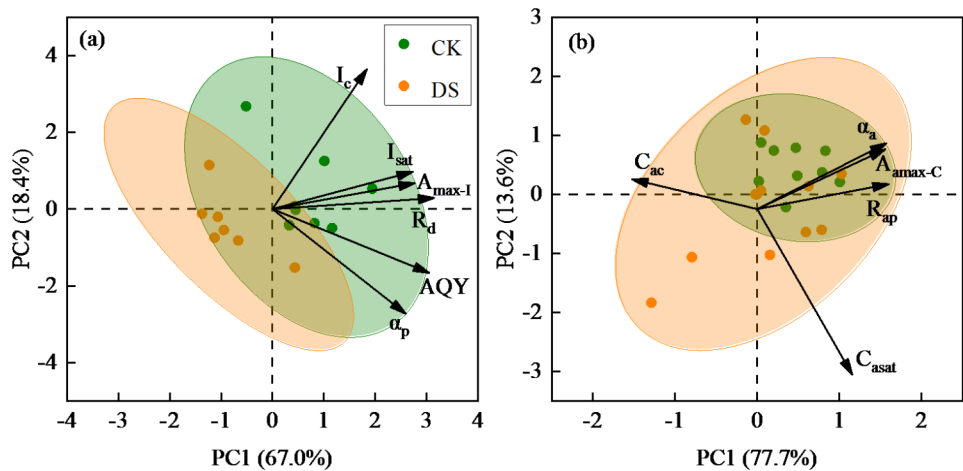 (a)
CK
DS
I_c
I_sat
A_max-I
R_d
AQY
α_p
4
2
0
-2
-4
-4
-3
-2
-1
0
1
2
3
4
PC2 (18.4%)
PC1 (67.0%)
(b)
α_a
C_ac
A_amax-C
R_ap
C_asat
3
2
1
0
-1
-2
-3
-2
-1
0
1
2
PC2 (13.6%)
PC1 (77.7%)